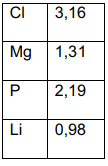 Cl 3,16
Mg 1,31
P 2,19
Li 0,98